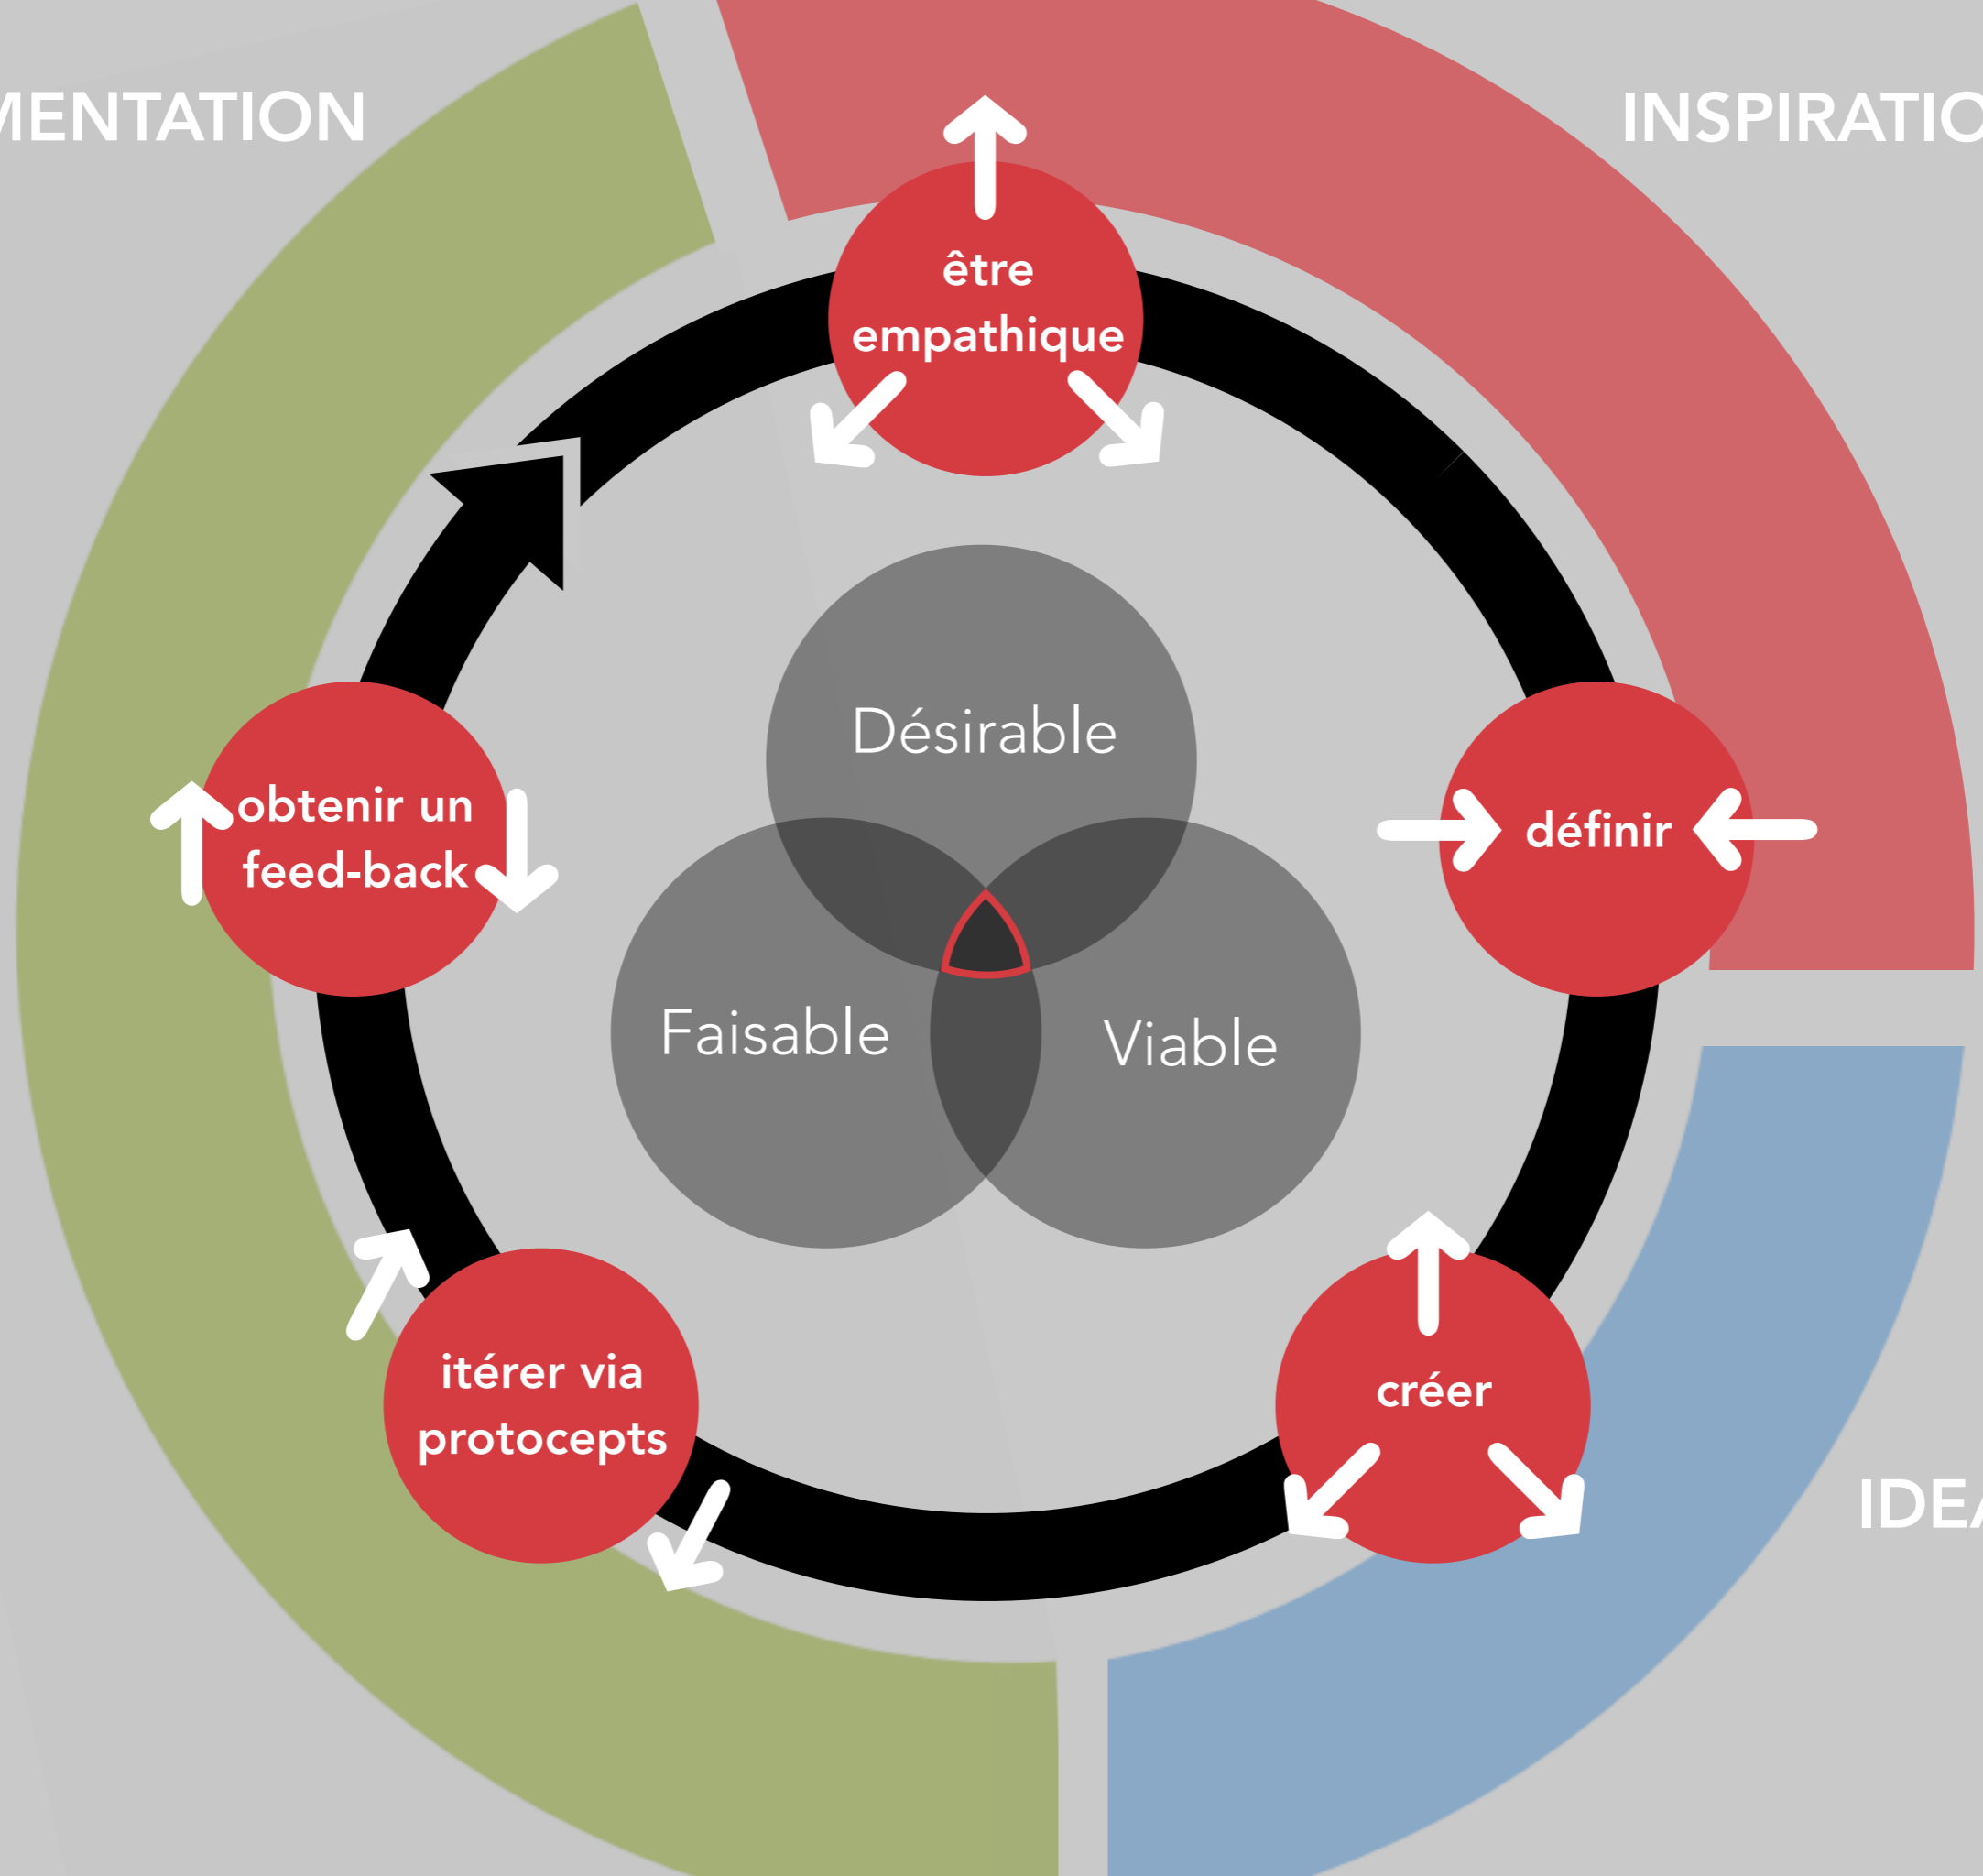 MENTATION
INSPIRATIO
être
empathique
Désirable
obtenir un
feed-back
définir
Faisable
Viable
itérer via
protocepts
créer
IDEA